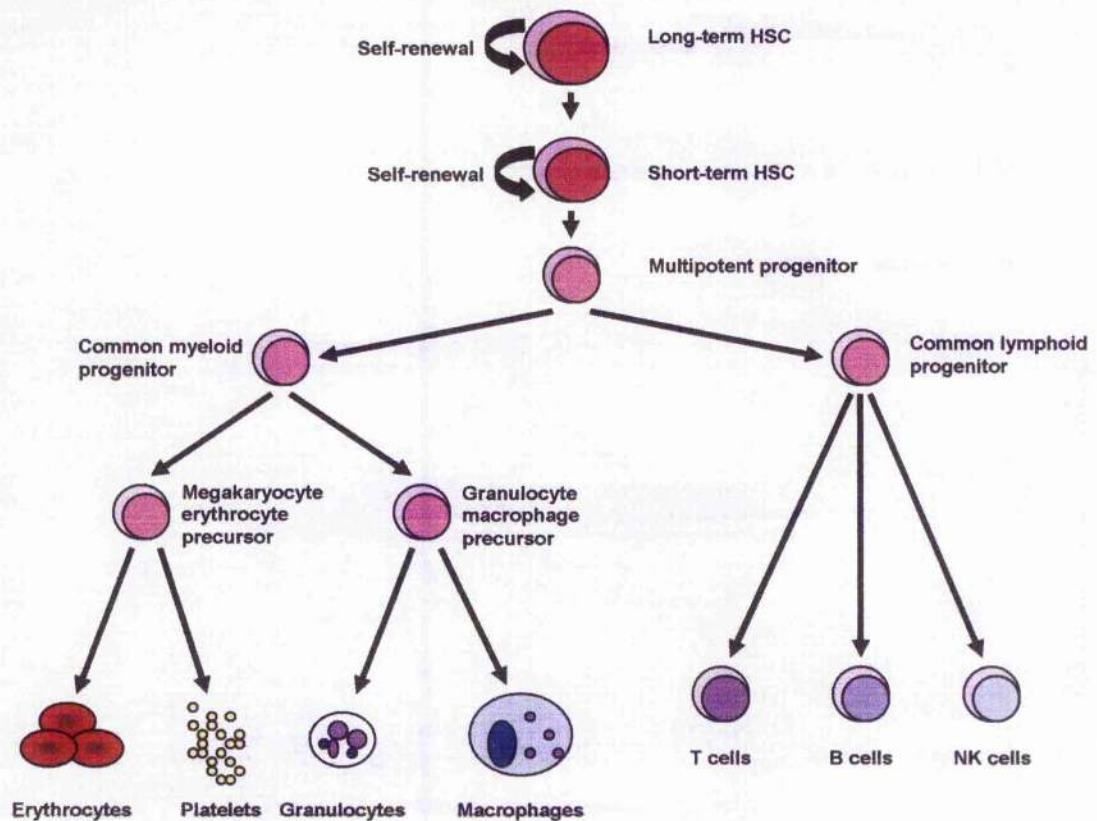 Long-term HSC
Self-renewal
Self-renewal
Short-term HSC
Multipotent progenitor
Common myeloid
progenitor
Common lymphoid
progenitor
Megakaryocyte
erythrocyte
precursor
Granulocyte
macrophage
precursor
T cells
B cells
NK cells
Erythrocytes
Platelets
Granulocytes
Macrophages